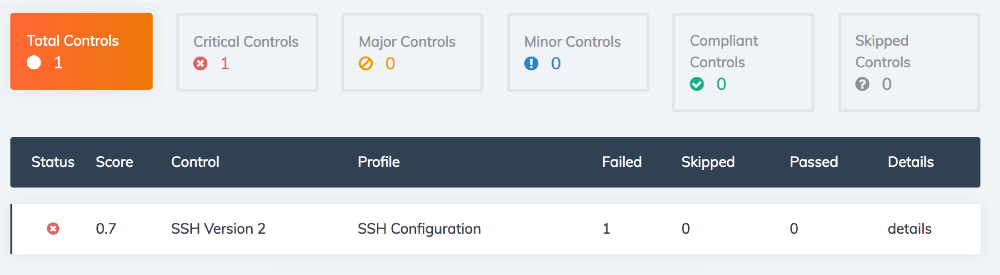 Total Controls
1
Critical Controls
1
Major Controls
0
Minor Controls
0
Compliant
Controls
0
Skipped
Controls
0
Status Score Control Profile Failed Skipped Passed Details
0.7 SSH Version 2 SSH Configuration 1 0 0 details